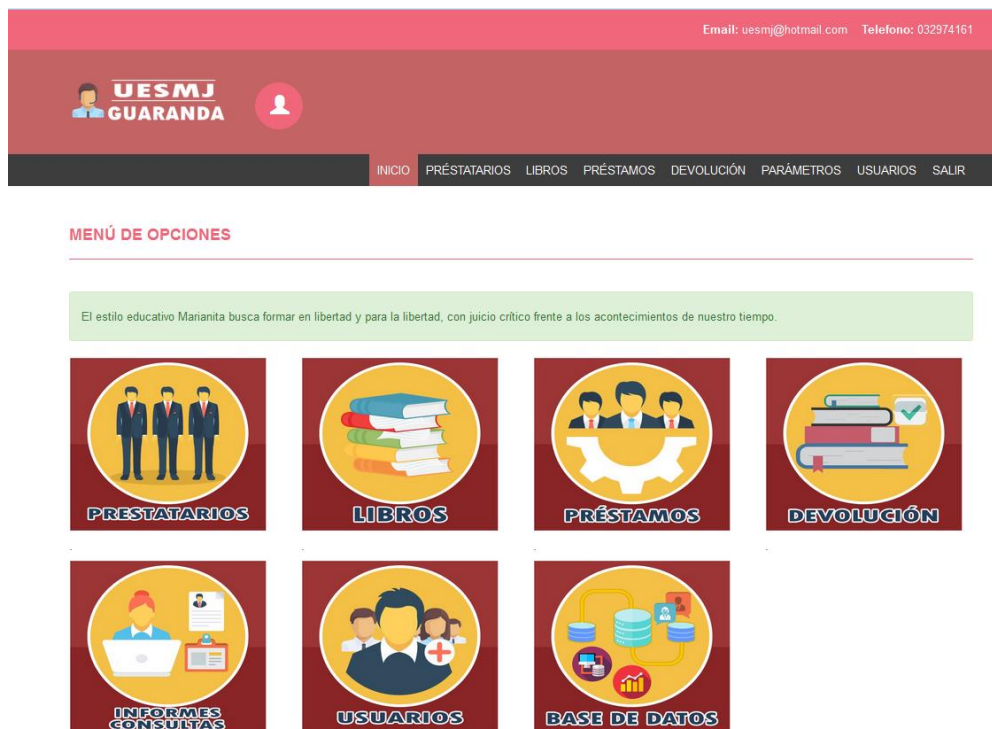 Email: uesmj@hotmail.com Telefono: 032974161
UESMJ
GUARANDA
INICIO PRÉSTATARIOS LIBROS PRÉSTAMOS DEVOLUCIÓN PARÁMETROS USUARIOS SALIR
MENÚ DE OPCIONES
El estilo educativo Marianita busca formar en libertad y para la libertad, con juicio crítico frente a los acontecimientos de nuestro tiempo.
PRESTATARIOS
LIBROS
PRÉSTAMOS
DEVOLUCIÓN
INFORMES
CONSULTAS
USUARIOS
BASE DE DATOS